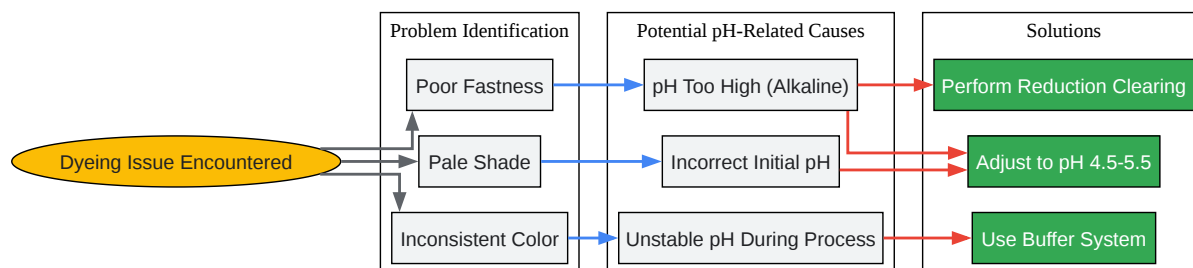 Problem Identification
Potential pH-Related Causes
Solutions
Poor Fastness
pH Too High (Alkaline)
Perform Reduction Clearing
Dyeing Issue Encountered
Pale Shade
Incorrect Initial pH
Adjust to pH 4.5-5.5
Inconsistent Color
Unstable pH During Process
Use Buffer System